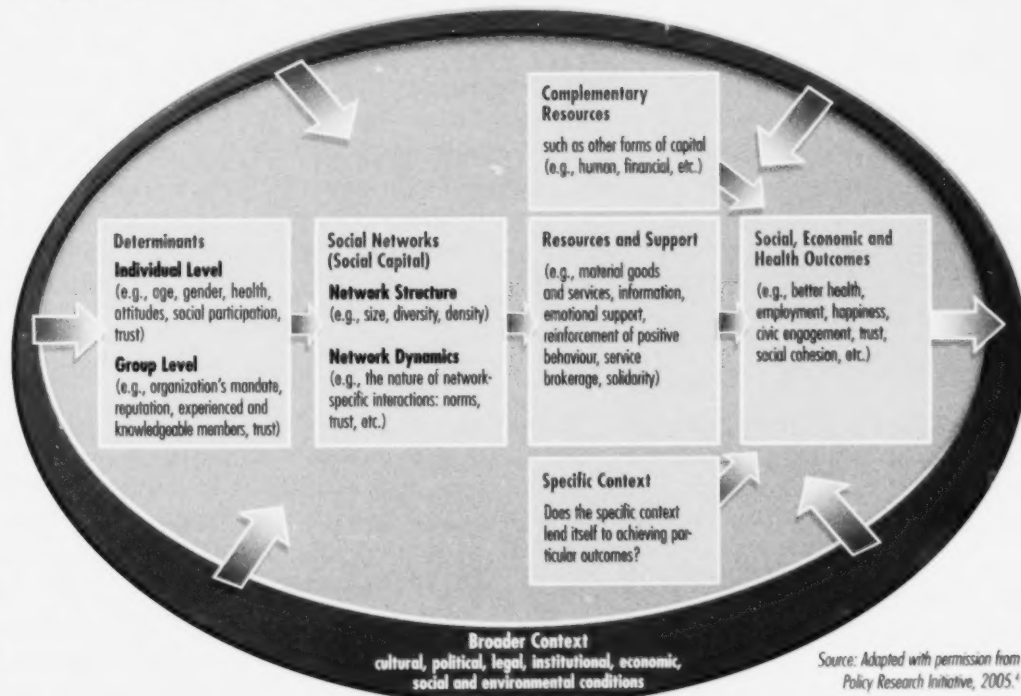 Complementary
Resources
such as other forms of capital
(e.g., human, financial, etc.)
Determinants
Individual Level
(e.g., age, gender, health,
attitudes, social participation,
trust)
Group Level
(e.g., organization's mandate,
reputation, experienced and
knowledgeable members, trust)
Social Networks
(Social Capital)
Network Structure
(e.g., size, diversity, density)
Network Dynamics
(e.g., the nature of network-
specific interactions: norms,
trust, etc.)
Resources and Support
(e.g., material goods
and services, information,
emotional support,
reinforcement of positive
behaviour, service
brokerage, solidarity)
Social, Economic and
Health Outcomes
(e.g., better health,
employment, happiness,
civic engagement, trust,
social cohesion, etc.)
Specific Context
Does the specific context
lend itself to achieving par-
ticular outcomes?
Broader Context
cultural, political, legal, institutional, economic,
social and environmental conditions
Source: Adapted with permission from
Policy Research Initiative, 2005.⁴